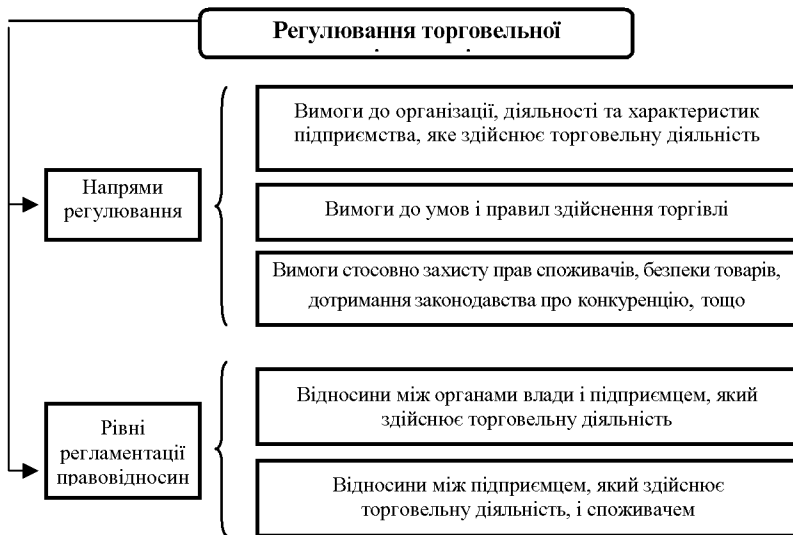 Регулювання торговельної
Вимоги до організації, діяльності та характеристик
підприємства, яке здійснює торговельну діяльність
Напрями
регулювання
Вимоги до умов і правил здійснення торгівлі
Вимоги стосовно захисту прав споживачів, безпеки товарів,
дотримання законодавства про конкуренцію, тощо
Рівні
регламентації
правовідносин
Відносини між органами влади і підприємцем, який
здійснює торговельну діяльність
Відносини між підприємцем, який здійснює
торговельну діяльність, і споживачем